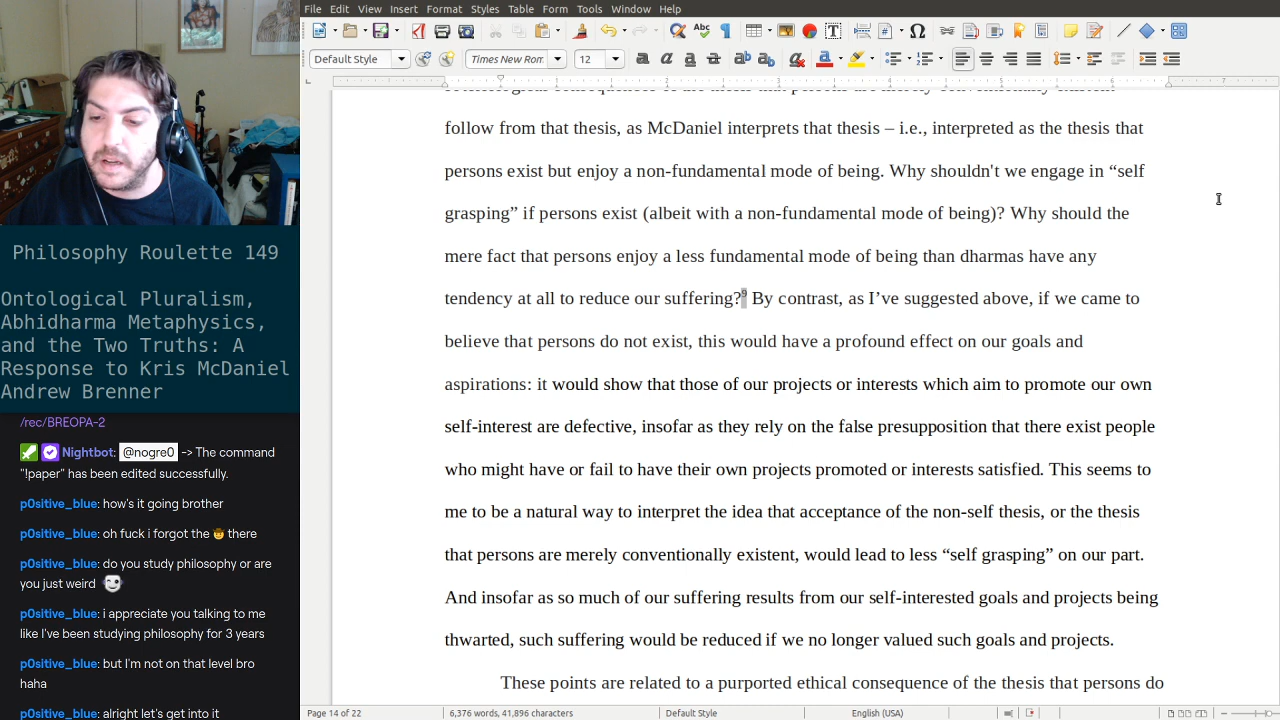 File Edit View Insert Format Styles Table Form Tools Window Help
Default Style
Times New Rom
12
Philosophy Roulette 149
Ontological Pluralism,
Abhidharma Metaphysics,
and the Two Truths: A
Response to Kris McDaniel
Andrew Brenner
/rec/BREOPA-2
Nightbot: @nogre0 -> The command
"!paper" has been edited successfully.
p0sitive_blue: how's it going brother
p0sitive_blue: oh fuck i forgot the 🤠 there
p0sitive_blue: do you study philosophy or are
you just weird
p0sitive_blue: i appreciate you talking to me
like I've been studying philosophy for 3 years
p0sitive_blue: but I'm not on that level bro
haha
p0sitive_blue: alright let's get into it
follow from that thesis, as McDaniel interprets that thesis – i.e., interpreted as the thesis that
persons exist but enjoy a non-fundamental mode of being. Why shouldn't we engage in “self
grasping” if persons exist (albeit with a non-fundamental mode of being)? Why should the
mere fact that persons enjoy a less fundamental mode of being than dharmas have any
tendency at all to reduce our suffering?9 By contrast, as I’ve suggested above, if we came to
believe that persons do not exist, this would have a profound effect on our goals and
aspirations: it would show that those of our projects or interests which aim to promote our own
self-interest are defective, insofar as they rely on the false presupposition that there exist people
who might have or fail to have their own projects promoted or interests satisfied. This seems to
me to be a natural way to interpret the idea that acceptance of the non-self thesis, or the thesis
that persons are merely conventionally existent, would lead to less “self grasping” on our part.
And insofar as so much of our suffering results from our self-interested goals and projects being
thwarted, such suffering would be reduced if we no longer valued such goals and projects.
These points are related to a purported ethical consequence of the thesis that persons do
Page 14 of 22
6,376 words, 41,896 characters
Default Style
English (USA)